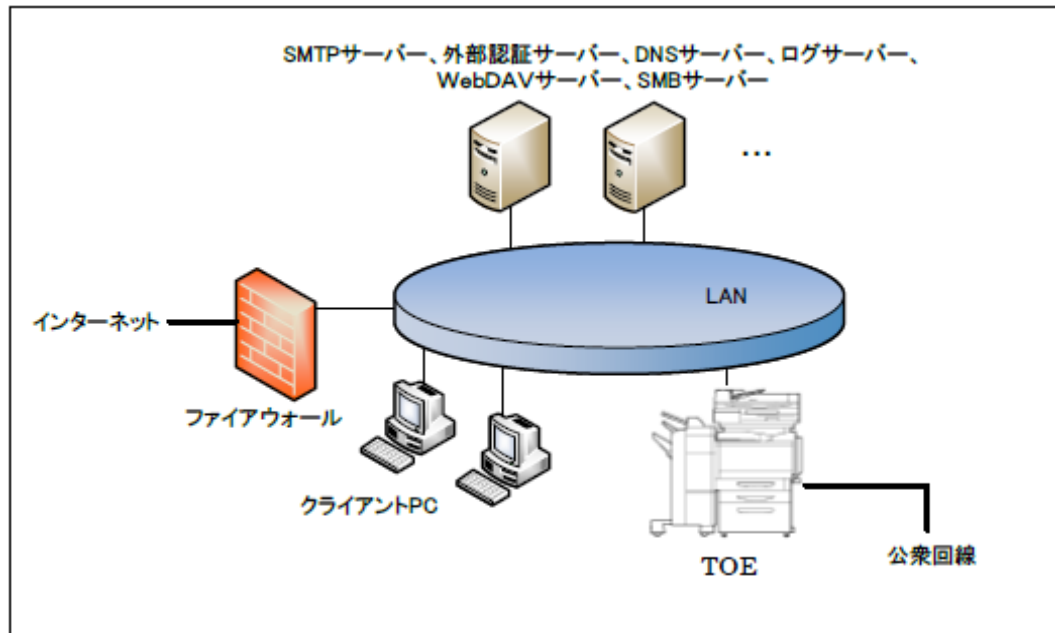 SMTPサーバー、外部認証サーバー、DNSサーバー、ログサーバー、
WebDAVサーバー、SMBサーバー
…
LAN
インターネット
ファイアウォール
クライアントPC
TOE
公衆回線